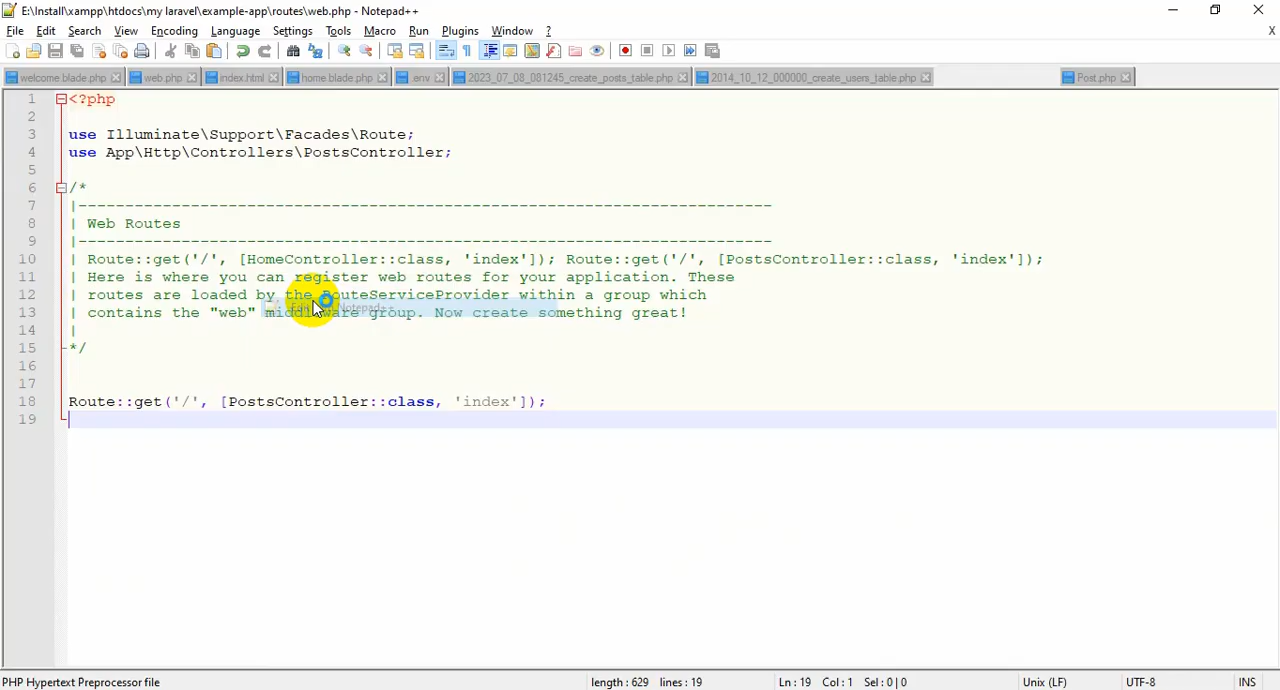 E:\Install\xampp\htdocs\my laravel\example-app\routes\web.php - Notepad++
File Edit Search View Encoding Language Settings Tools Macro Run Plugins Window ? X
welcome.blade.php web.php index.html home.blade.php .env 2023_07_08_081245_create_posts_table.php 2014_10_12_000000_create_users_table.php Post.php
1 <?php
2
3 use Illuminate\Support\Facades\Route;
4 use App\Http\Controllers\PostsController;
5
6 /*
7 |--------------------------------------------------------------------------
8 | Web Routes
9 |--------------------------------------------------------------------------
10 | Route::get('/', [HomeController::class, 'index']); Route::get('/', [PostsController::class, 'index']);
11 | Here is where you can register web routes for your application. These
12 | routes are loaded by the RouteServiceProvider within a group which
Edit Notepad++
13 | contains the "web" middleware group. Now create something great!
14 |
15 */
16
17
18 Route::get('/', [PostsController::class, 'index']);
19
PHP Hypertext Preprocessor file length : 629 lines : 19 Ln : 19 Col : 1 Sel : 0 | 0 Unix (LF) UTF-8 INS